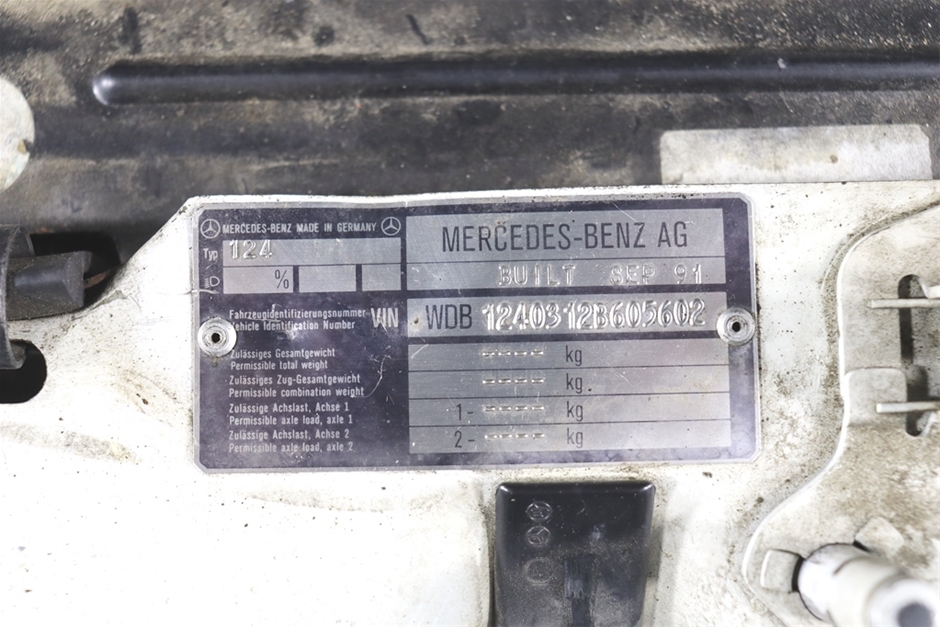 MERCEDES-BENZ MADE IN GERMANY
Typ 124
%
MERCEDES-BENZ AG
BUILT SEP 91
Fahrzeugidentifizierungsnummer
Vehicle Identification Number
VIN
WDB 1240312B605602
Zulässiges Gesamtgewicht
Permissible total weight
---- kg
Zulässiges Zug-Gesamtgewicht
Permissible combination weight
---- kg.
Zulässige Achslast, Achse 1
Permissible axle load, axle 1
1- ---- kg
Zulässige Achslast, Achse 2
Permissible axle load, axle 2
2- ---- kg